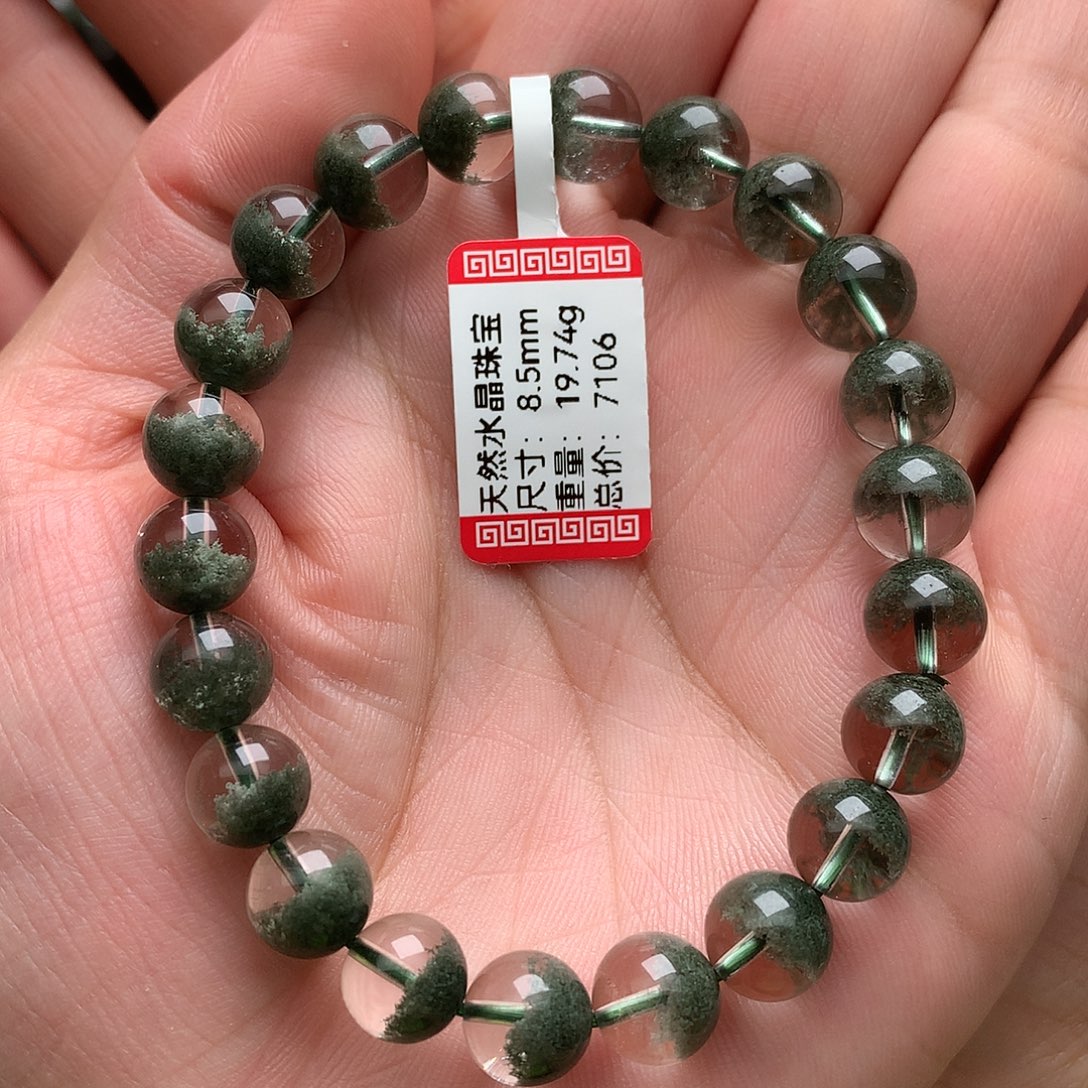 天然水晶珠宝
尺寸: 8.5mm
重量: 19.74g
总价: 7106